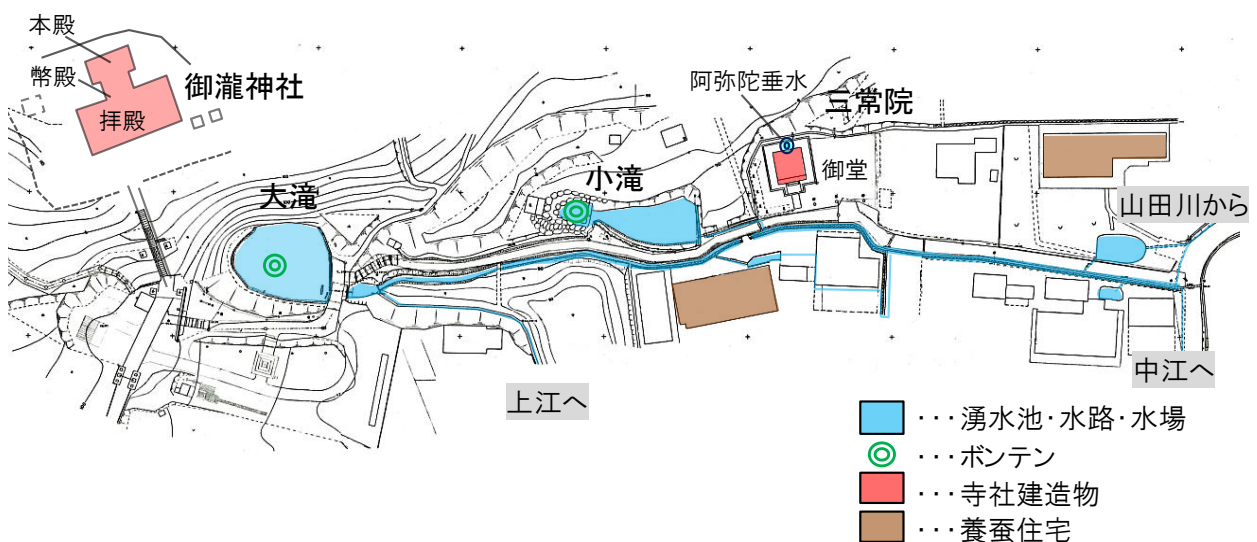 本殿
幣殿
拝殿
御瀧神社
大滝
小滝
阿弥陀垂水
三常院
御堂
山田川から
上江へ
中江へ
・・・湧水池・水路・水場
・・・ボンテン
・・・寺社建造物
・・・養蚕住宅